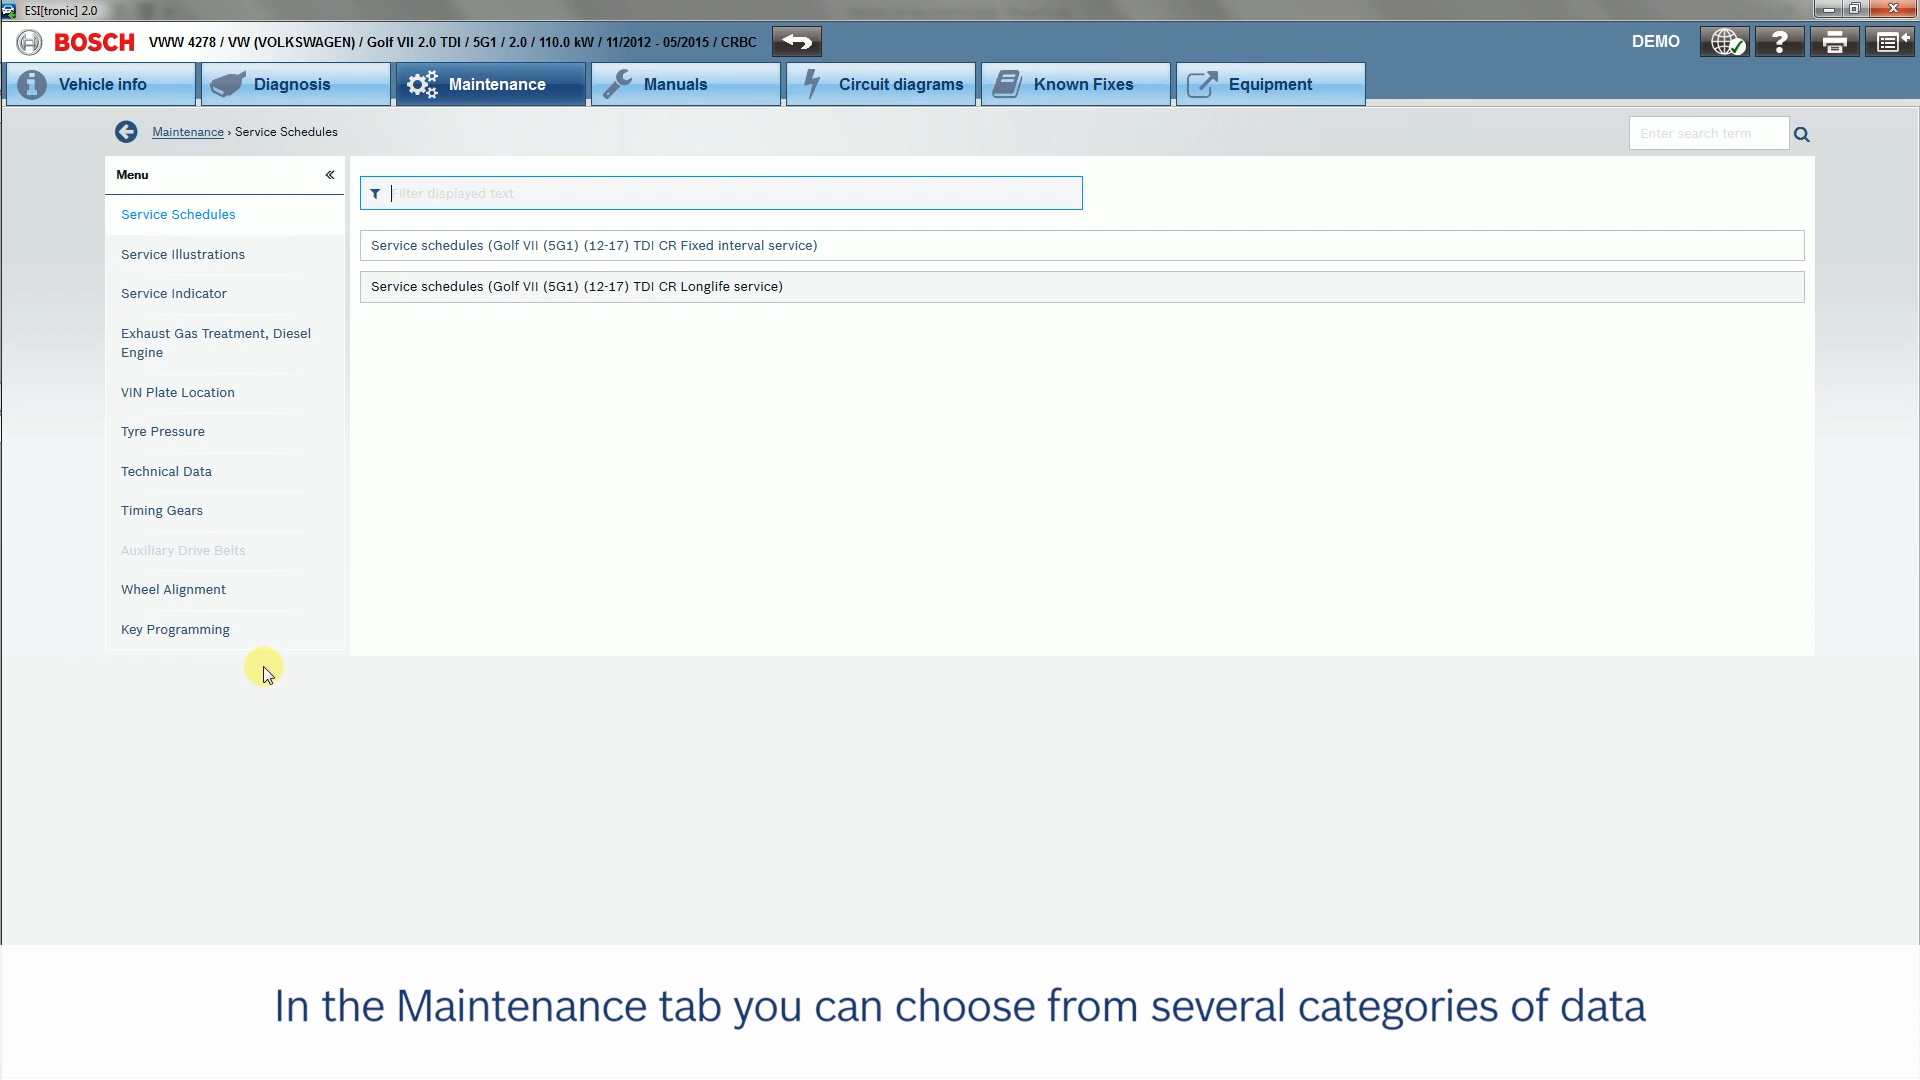 ESI[tronic] 2.0
BOSCH VWW 4278 / VW (VOLKSWAGEN) / Golf VII 2.0 TDI / 5G1 / 2.0 / 110.0 kW / 11/2012 - 05/2015 / CRBC
DEMO
Vehicle info
Diagnosis
Maintenance
Manuals
Circuit diagrams
Known Fixes
Equipment
Maintenance › Service Schedules
Enter search term
Menu
Filter displayed text
Service Schedules
Service Illustrations
Service Indicator
Exhaust Gas Treatment, Diesel
Engine
VIN Plate Location
Tyre Pressure
Technical Data
Timing Gears
Auxiliary Drive Belts
Wheel Alignment
Key Programming
Service schedules (Golf VII (5G1) (12-17) TDI CR Fixed interval service)
Service schedules (Golf VII (5G1) (12-17) TDI CR Longlife service)
In the Maintenance tab you can choose from several categories of data